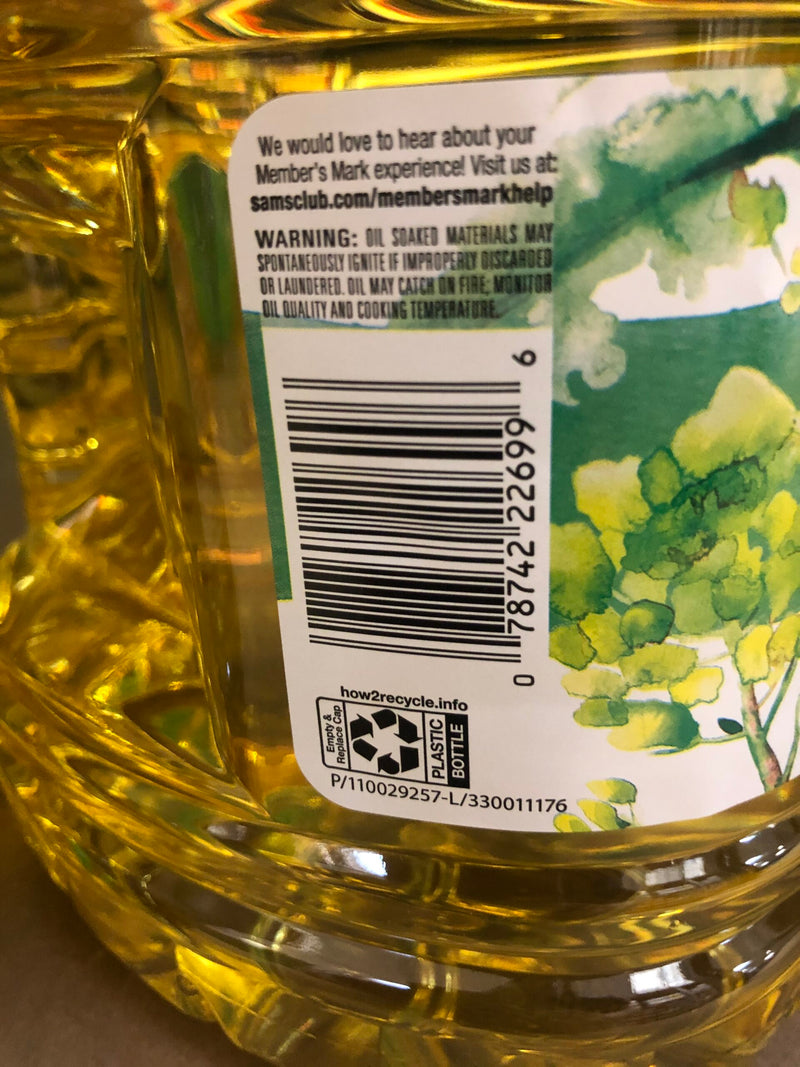 We would love to hear about your
Member's Mark experience! Visit us at:
samsclub.com/membersmarkhelp
WARNING: OIL SOAKED MATERIALS MAY
SPONTANEOUSLY IGNITE IF IMPROPERLY DISCARDED
OR LAUNDERED. OIL MAY CATCH ON FIRE; MONITOR
OIL QUALITY AND COOKING TEMPERATURE.
0 78742 22699 6
how2recycle.info
Empty &
Replace Cap
PLASTIC
BOTTLE
P/110029257-L/330011176